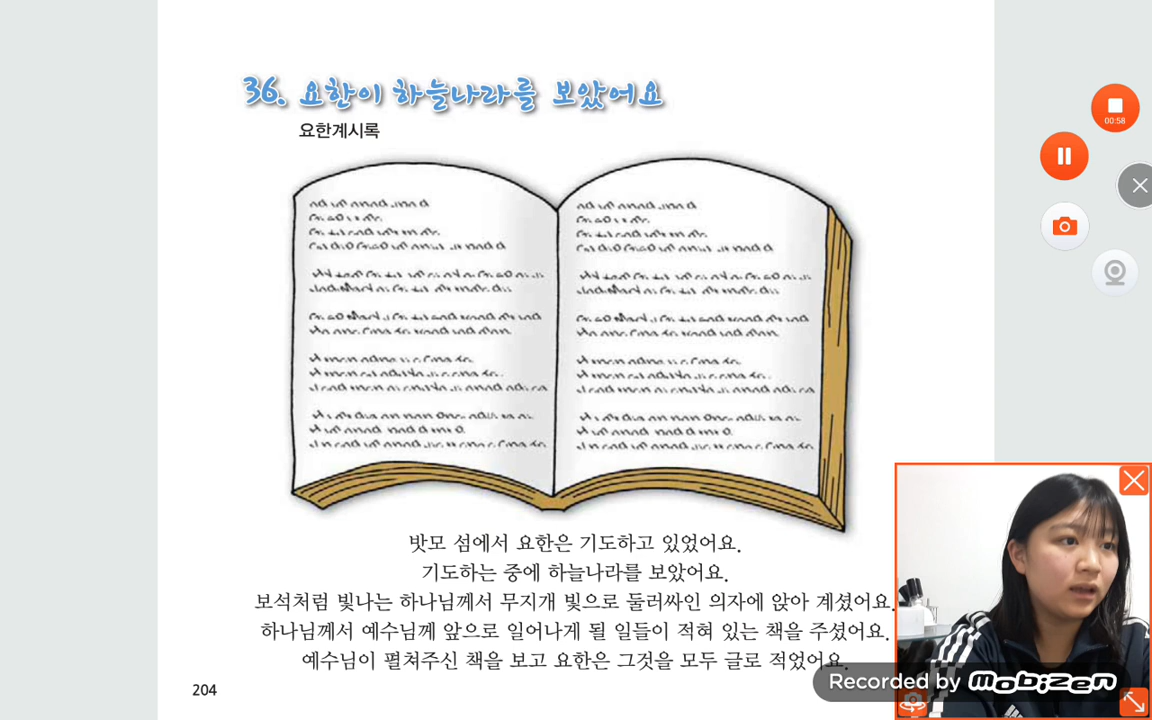 36. 요한이 하늘나라를 보았어요
요한계시록
밧모 섬에서 요한은 기도하고 있었어요.
기도하는 중에 하늘나라를 보았어요.
보석처럼 빛나는 하나님께서 무지개 빛으로 둘러싸인 의자에 앉아 계셨어요.
하나님께서 예수님께 앞으로 일어나게 될 일들이 적혀 있는 책을 주셨어요.
예수님이 펼쳐주신 책을 보고 요한은 그것을 모두 글로 적었어요.
204
00:58
Recorded by mobizen